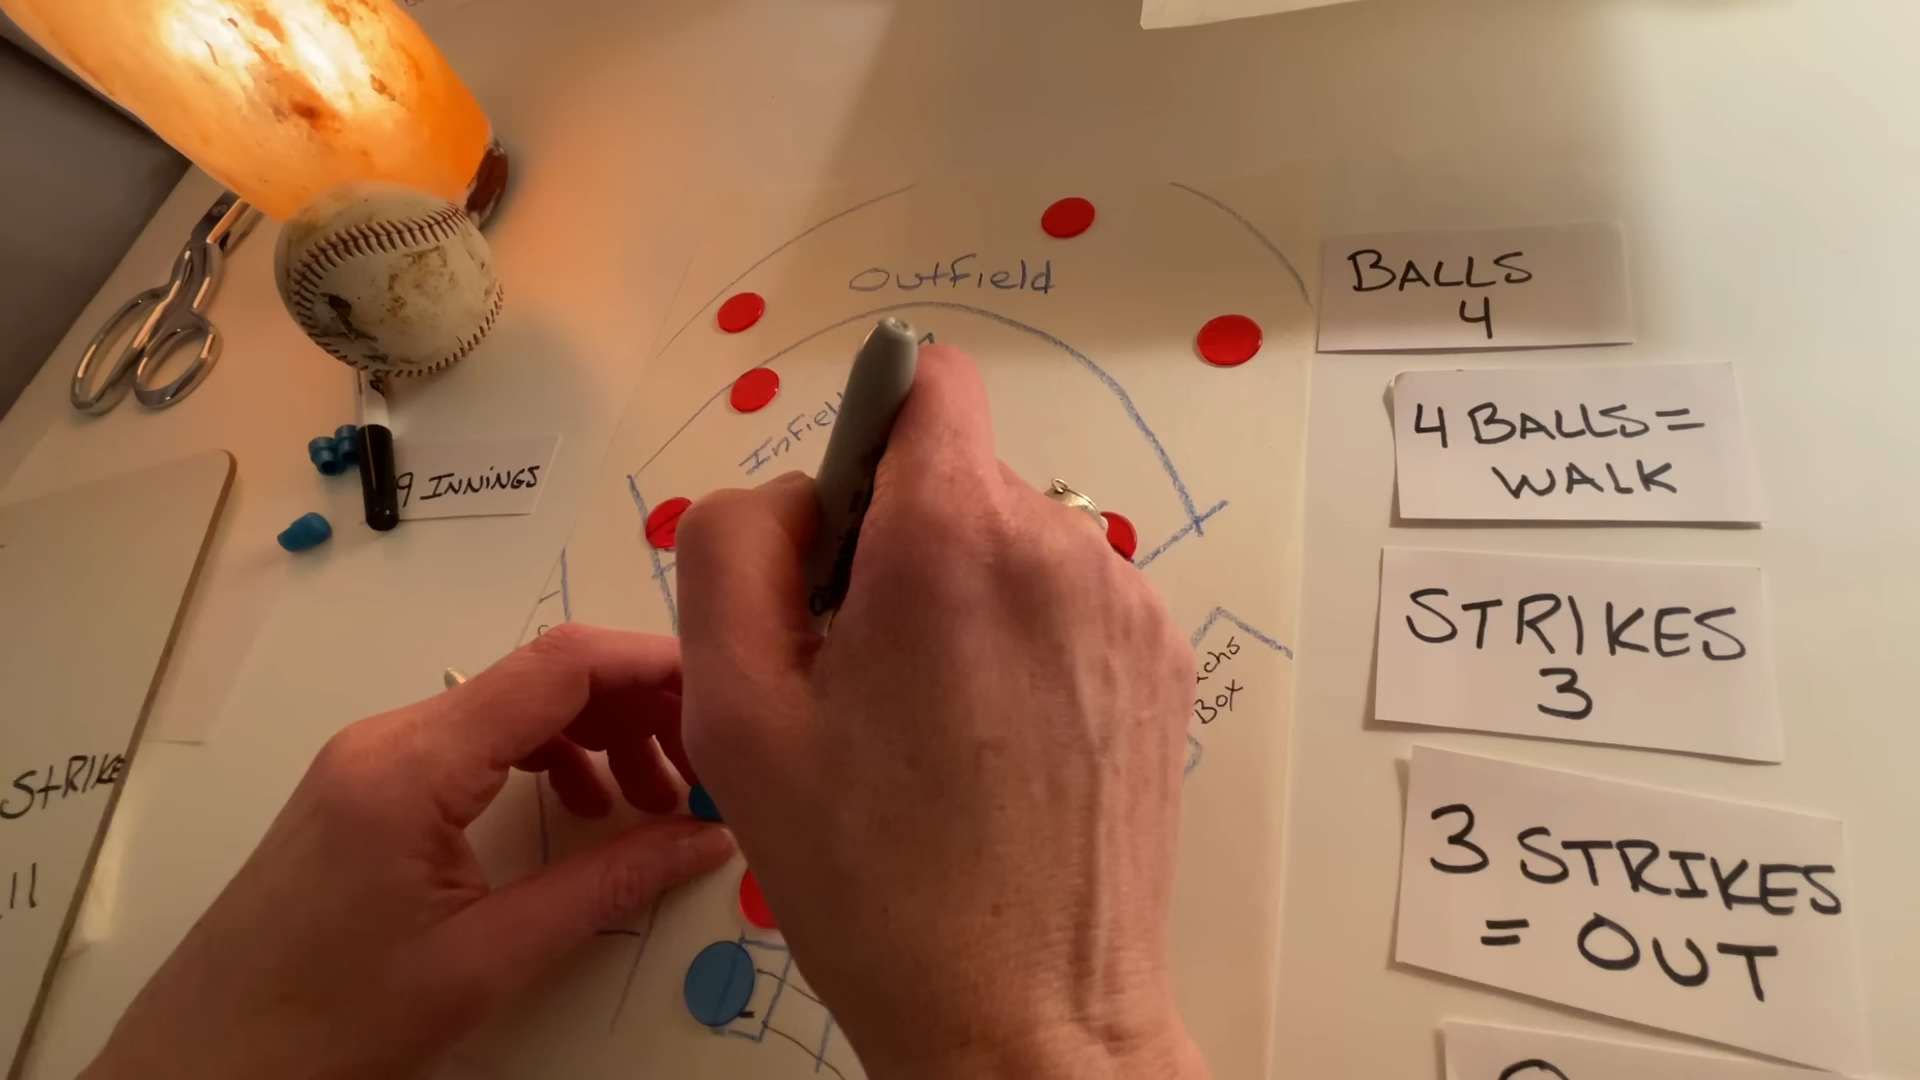 Outfield
Infield
9 INNINGS
BALLS
4
4 BALLS =
WALK
STRIKES
3
3 STRIKES
= OUT
Box
STRIKE